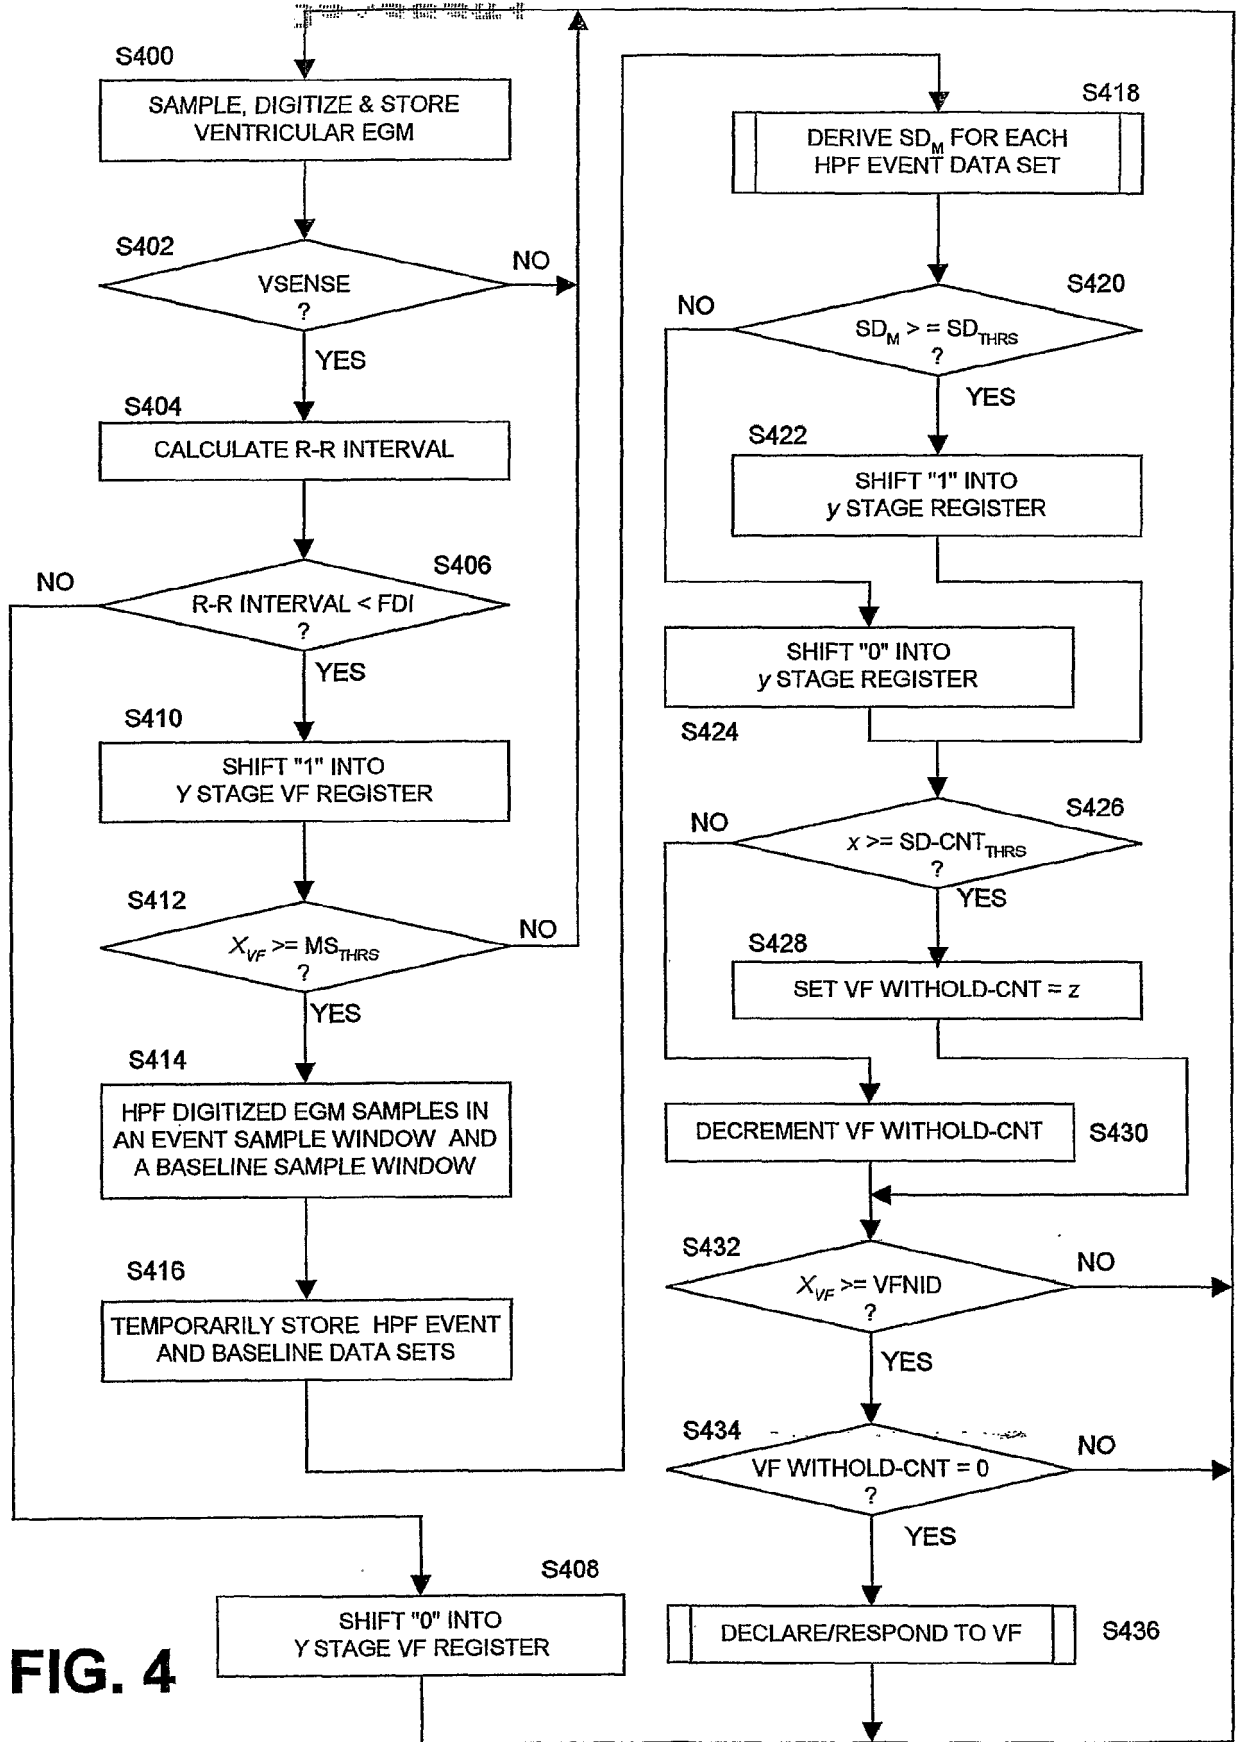 S400
SAMPLE, DIGITIZE & STORE
VENTRICULAR EGM
S402
VSENSE
?
NO
YES
S404
CALCULATE R-R INTERVAL
S406
NO
R-R INTERVAL < FDI
?
YES
S410
SHIFT "1" INTO
Y STAGE VF REGISTER
S412
X_VF >= MS_THRS
?
NO
YES
S414
HPF DIGITIZED EGM SAMPLES IN
AN EVENT SAMPLE WINDOW AND
A BASELINE SAMPLE WINDOW
S416
TEMPORARILY STORE HPF EVENT
AND BASELINE DATA SETS
S408
SHIFT "0" INTO
Y STAGE VF REGISTER
S418
DERIVE SD_M FOR EACH
HPF EVENT DATA SET
S420
NO
SD_M > = SD_THRS
?
YES
S422
SHIFT "1" INTO
y STAGE REGISTER
SHIFT "0" INTO
y STAGE REGISTER
S424
S426
NO
x >= SD-CNT_THRS
?
YES
S428
SET VF WITHOLD-CNT = z
DECREMENT VF WITHOLD-CNT
S430
S432
X_VF >= VFNID
?
NO
YES
S434
VF WITHOLD-CNT = 0
?
NO
YES
DECLARE/RESPOND TO VF
S436
FIG. 4